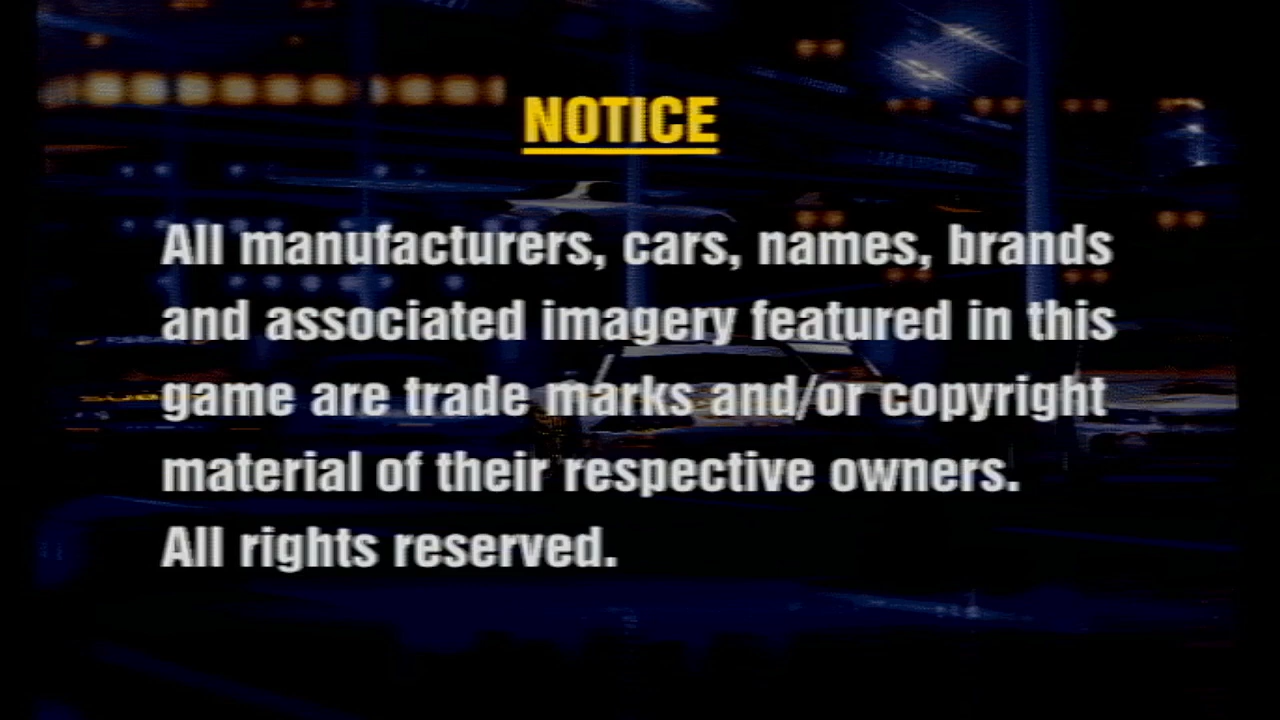 NOTICE
All manufacturers, cars, names, brands
and associated imagery featured in this
game are trade marks and/or copyright
material of their respective owners.
All rights reserved.